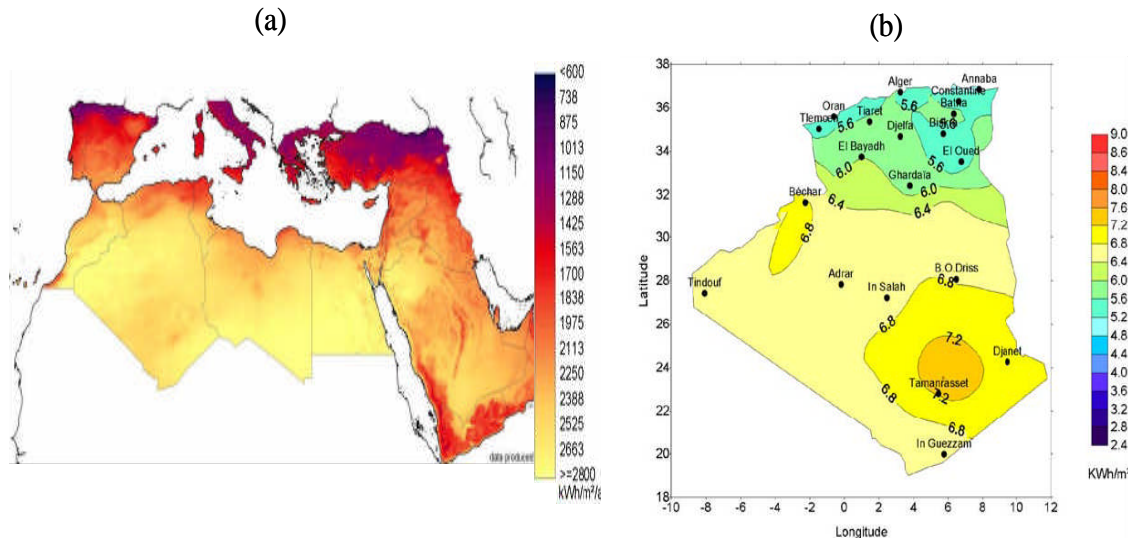 (a)
<600
738
875
1013
1150
1288
1425
1563
1700
1838
1975
2113
2250
2388
2525
2663
>=2800
kWh/m²/a
data produced
(b)
38
36
34
32
30
28
26
24
22
20
18
Latitude
-10 -8 -6 -4 -2 0 2 4 6 8 10 12
Longitude
Alger
Annaba
Constantine
Oran
5.6
Tiaret
Tlemcen
5.6
Djelfa
El Bayadh
El Oued
5.6
6.0
Ghardaïa
6.0
6.4
6.4
Béchar
6.8
Tindouf
Adrar
In Salah
B.O.Driss
6.8
6.8
7.2
Djanet
Tamanrasset
7.2
6.8
6.8
In Guezzam
9.0
8.6
8.4
8.2
8.0
7.6
7.2
6.8
6.4
6.0
5.6
5.2
4.8
4.4
4.0
3.6
3.2
2.8
2.4
KWh/m²